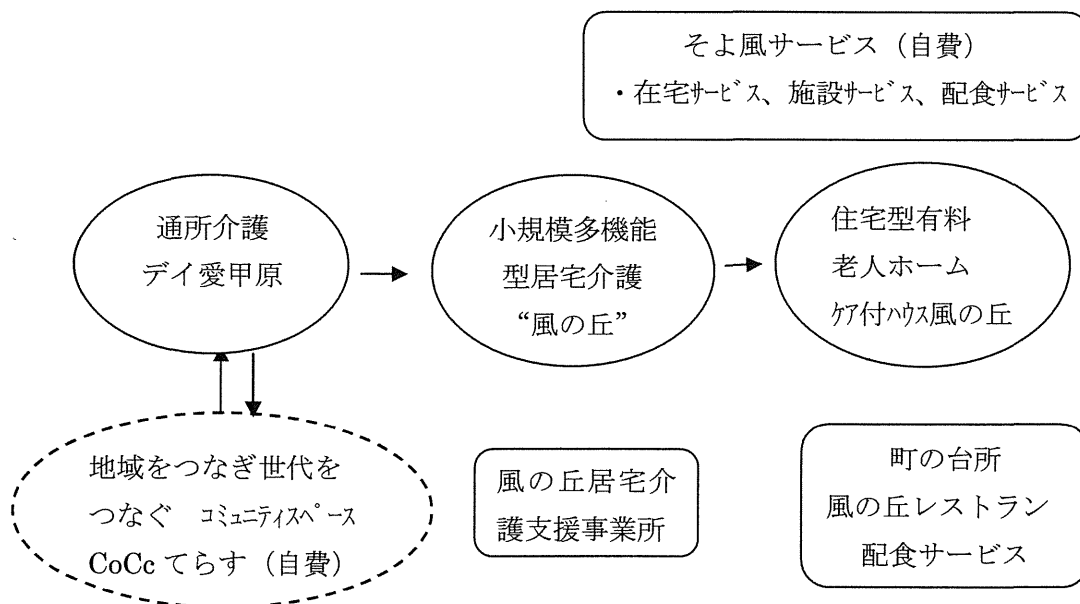 そよ風サービス（自費）
・在宅ｻｰﾋﾞｽ、施設ｻｰﾋﾞｽ、配食ｻｰﾋﾞｽ
通所介護
デイ愛甲原
小規模多機能
型居宅介護
“風の丘”
住宅型有料
老人ホーム
ｹｱ付ﾊｳｽ風の丘
地域をつなぎ世代を
つなぐ　ｺﾐｭﾆﾃｨｽﾍﾟｰｽ
CoCc てらす（自費）
風の丘居宅介
護支援事業所
町の台所
風の丘レストラン
配食サービス